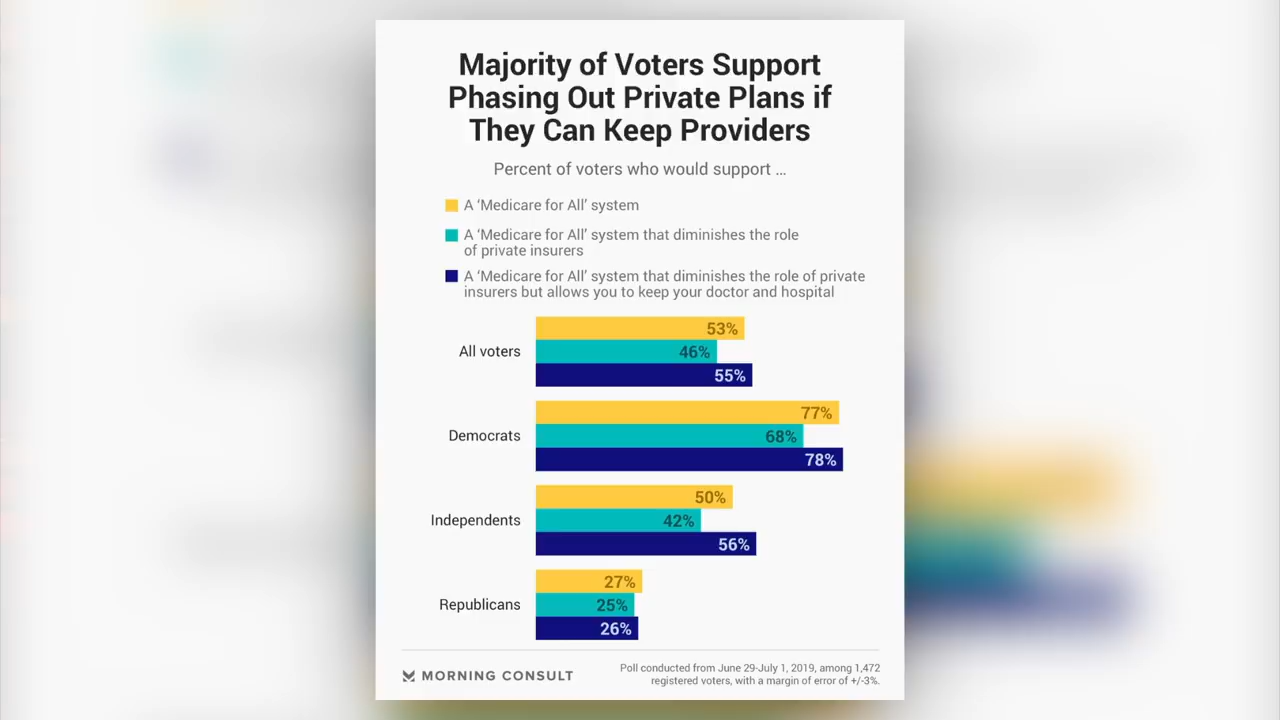 Majority of Voters Support
Phasing Out Private Plans if
They Can Keep Providers
Percent of voters who would support ...
A ‘Medicare for All’ system
A ‘Medicare for All’ system that diminishes the role
of private insurers
A ‘Medicare for All’ system that diminishes the role of private
insurers but allows you to keep your doctor and hospital
All voters
53%
46%
55%
Democrats
77%
68%
78%
Independents
50%
42%
56%
Republicans
27%
25%
26%
MORNING CONSULT
Poll conducted from June 29-July 1, 2019, among 1,472
registered voters, with a margin of error of +/-3%.